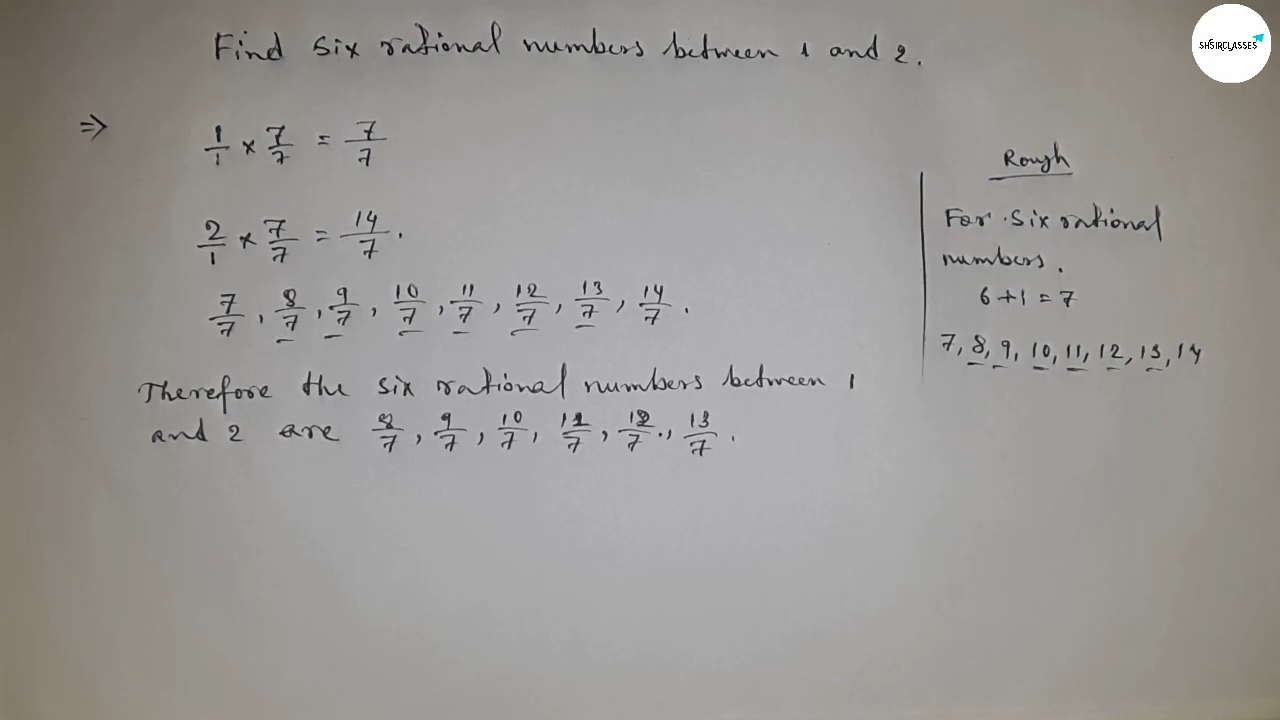 Find six rational numbers between 1 and 2.
SHSIRCLASSES
⇒ 1/1 × 7/7 = 7/7
2/1 × 7/7 = 14/7.
7/7, 8/7, 9/7, 10/7, 11/7, 12/7, 13/7, 14/7.
Therefore the six rational numbers between 1
and 2 are 8/7, 9/7, 10/7, 11/7, 12/7, 13/7.
Rough
For six rational
numbers.
6+1=7
7, 8, 9, 10, 11, 12, 13, 14